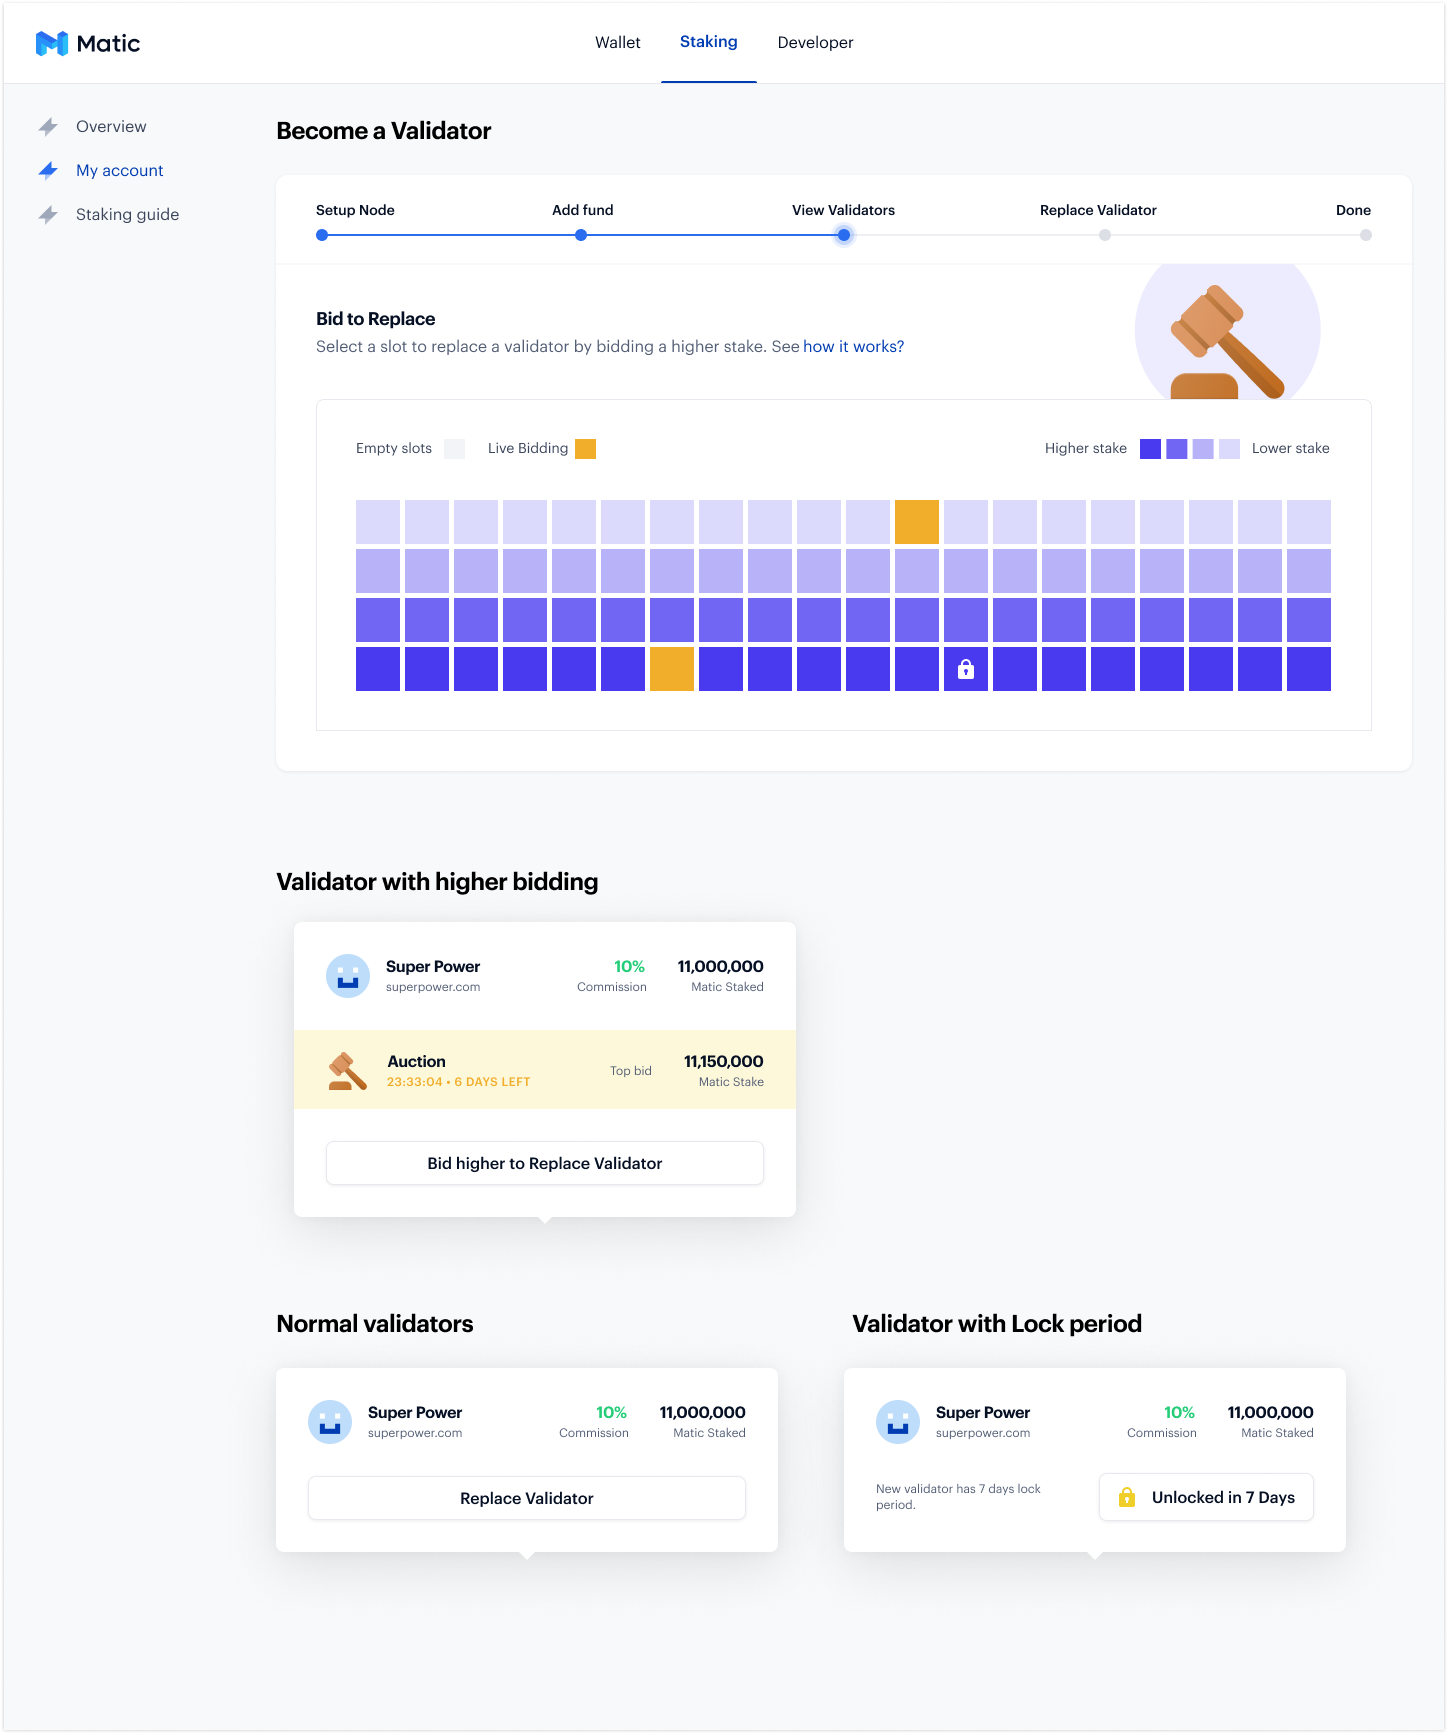 Matic
Wallet
Staking
Developer
Overview
My account
Staking guide
Become a Validator
Setup Node
Add fund
View Validators
Replace Validator
Done
Bid to Replace
Select a slot to replace a validator by bidding a higher stake. See how it works?
Empty slots
Live Bidding
Higher stake
Lower stake
Validator with higher bidding
Super Power
superpower.com
10%
Commission
11,000,000
Matic Staked
Auction
23:33:04 • 6 DAYS LEFT
Top bid
11,150,000
Matic Stake
Bid higher to Replace Validator
Normal validators
Super Power
superpower.com
10%
Commission
11,000,000
Matic Staked
Replace Validator
Validator with Lock period
Super Power
superpower.com
10%
Commission
11,000,000
Matic Staked
New validator has 7 days lock
period.
Unlocked in 7 Days